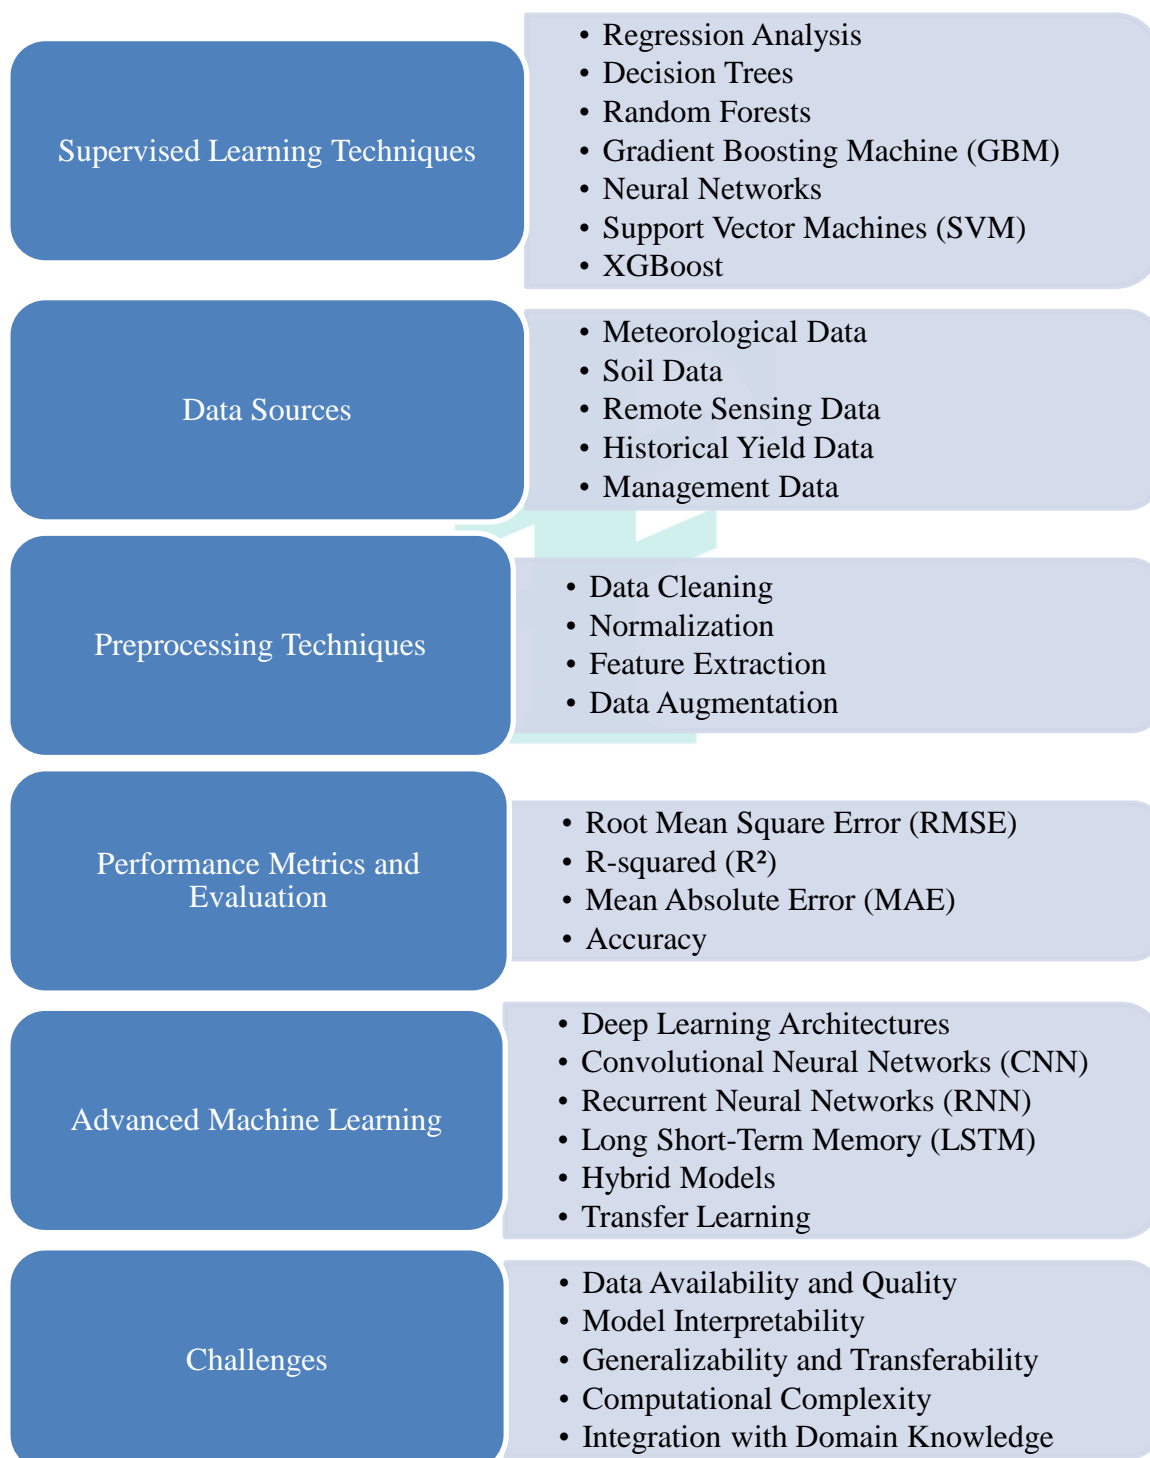 Supervised Learning Techniques
• Regression Analysis
• Decision Trees
• Random Forests
• Gradient Boosting Machine (GBM)
• Neural Networks
• Support Vector Machines (SVM)
• XGBoost
Data Sources
• Meteorological Data
• Soil Data
• Remote Sensing Data
• Historical Yield Data
• Management Data
Preprocessing Techniques
• Data Cleaning
• Normalization
• Feature Extraction
• Data Augmentation
Performance Metrics and
Evaluation
• Root Mean Square Error (RMSE)
• R-squared (R²)
• Mean Absolute Error (MAE)
• Accuracy
Advanced Machine Learning
• Deep Learning Architectures
• Convolutional Neural Networks (CNN)
• Recurrent Neural Networks (RNN)
• Long Short-Term Memory (LSTM)
• Hybrid Models
• Transfer Learning
Challenges
• Data Availability and Quality
• Model Interpretability
• Generalizability and Transferability
• Computational Complexity
• Integration with Domain Knowledge